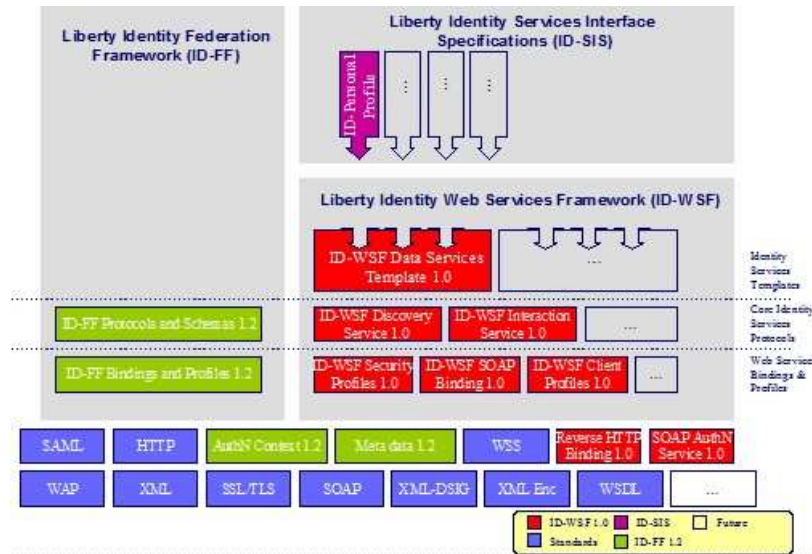 Liberty Identity Federation
Framework (ID-FF)
Liberty Identity Services Interface
Specifications (ID-SIS)
ID-Personal
Profile
...
...
...
Liberty Identity Web Services Framework (ID-WSF)
ID-WSF Data Services
Template 1.0
...
Identity
Services
Templates
ID-FF Protocols and Schemas 1.2
ID-WSF Discovery
Service 1.0
ID-WSF Interaction
Service 1.0
...
Core Identity
Services
Protocols
ID-FF Bindings and Profiles 1.2
ID-WSF Security
Profiles 1.0
ID-WSF SOAP
Binding 1.0
ID-WSF Client
Profiles 1.0
...
Web Service
Bindings &
Profiles
SAML
HTTP
AuthN Context 1.2
Meta data 1.2
WSS
Reverse HTTP
Binding 1.0
SOAP AuthN
Service 1.0
WAP
XML
SSL/TLS
SOAP
XML-DSIG
XML Enc
WSDL
...
ID-WSF 1.0
ID-SIS
Future
Standards
ID-FF 1.2